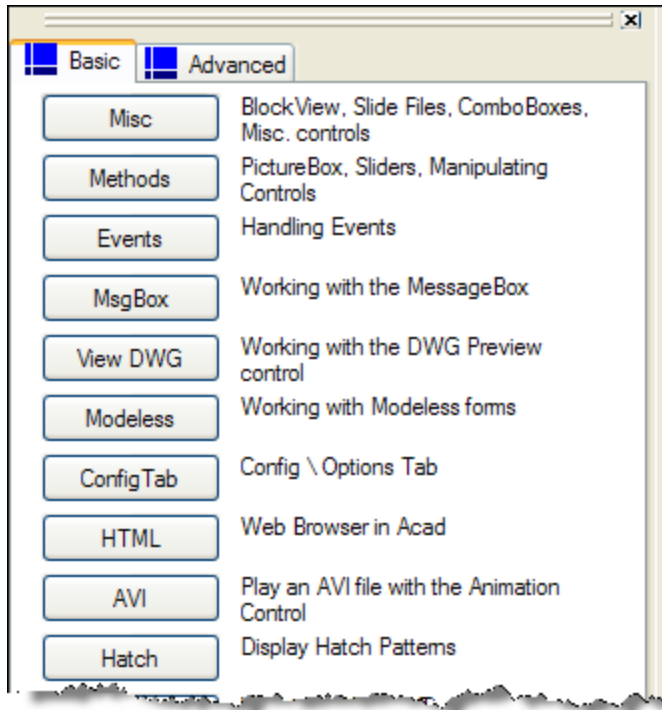 Basic Advanced
Misc BlockView, Slide Files, ComboBoxes,
Misc. controls
Methods PictureBox, Sliders, Manipulating
Controls
Events Handling Events
MsgBox Working with the MessageBox
View DWG Working with the DWG Preview
control
Modeless Working with Modeless forms
ConfigTab Config \ Options Tab
HTML Web Browser in Acad
AVI Play an AVI file with the Animation
Control
Hatch Display Hatch Patterns